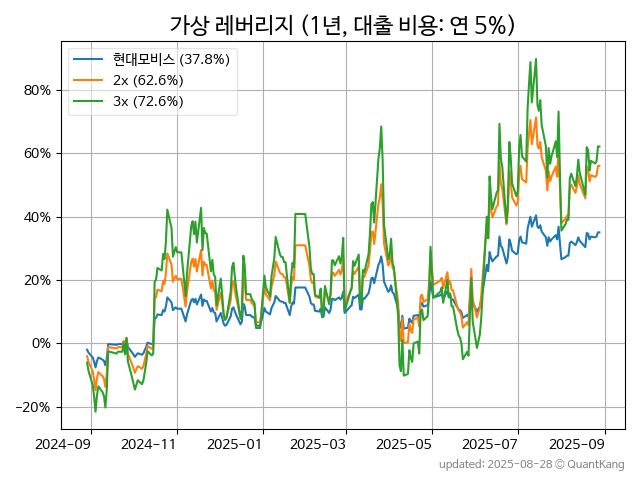 가상 레버리지 (1년, 대출 비용: 연 5%)
현대모비스 (37.8%)
2x (62.6%)
3x (72.6%)
80%
60%
40%
20%
0%
−20%
2024-09 2024-11 2025-01 2025-03 2025-05 2025-07 2025-09
updated: 2025-08-28 © QuantKang